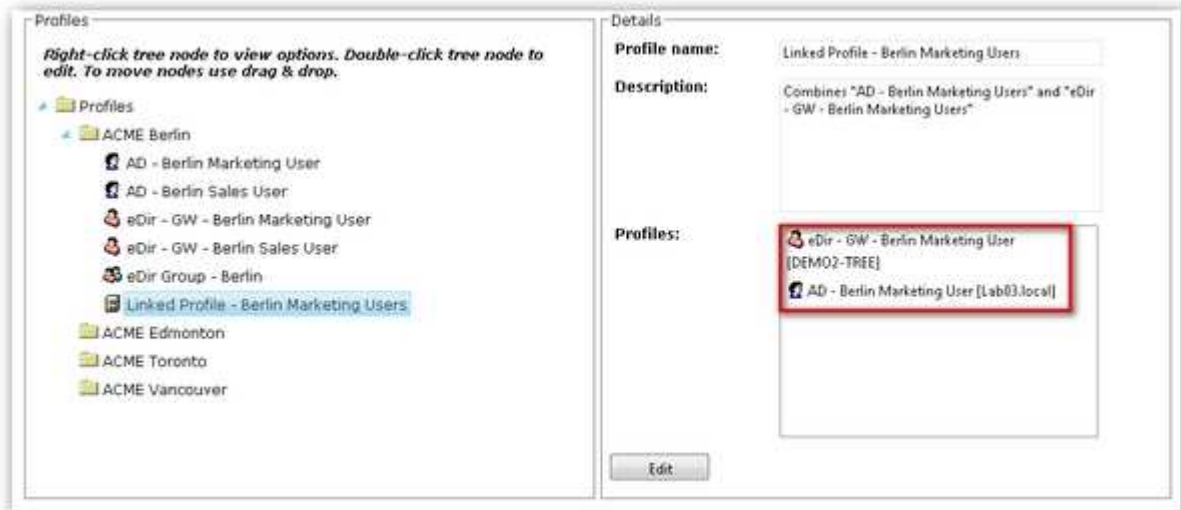 Profiles
Right-click tree node to view options. Double-click tree node to
edit. To move nodes use drag & drop.
Profiles
ACME Berlin
AD - Berlin Marketing User
AD - Berlin Sales User
eDir - GW - Berlin Marketing User
eDir - GW - Berlin Sales User
eDir Group - Berlin
Linked Profile - Berlin Marketing Users
ACME Edmonton
ACME Toronto
ACME Vancouver
Details
Profile name:
Linked Profile - Berlin Marketing Users
Description:
Combines "AD - Berlin Marketing Users" and "eDir
- GW - Berlin Marketing Users"
Profiles:
eDir - GW - Berlin Marketing User
[DEMO2-TREE]
AD - Berlin Marketing User [Lab03.local]
Edit